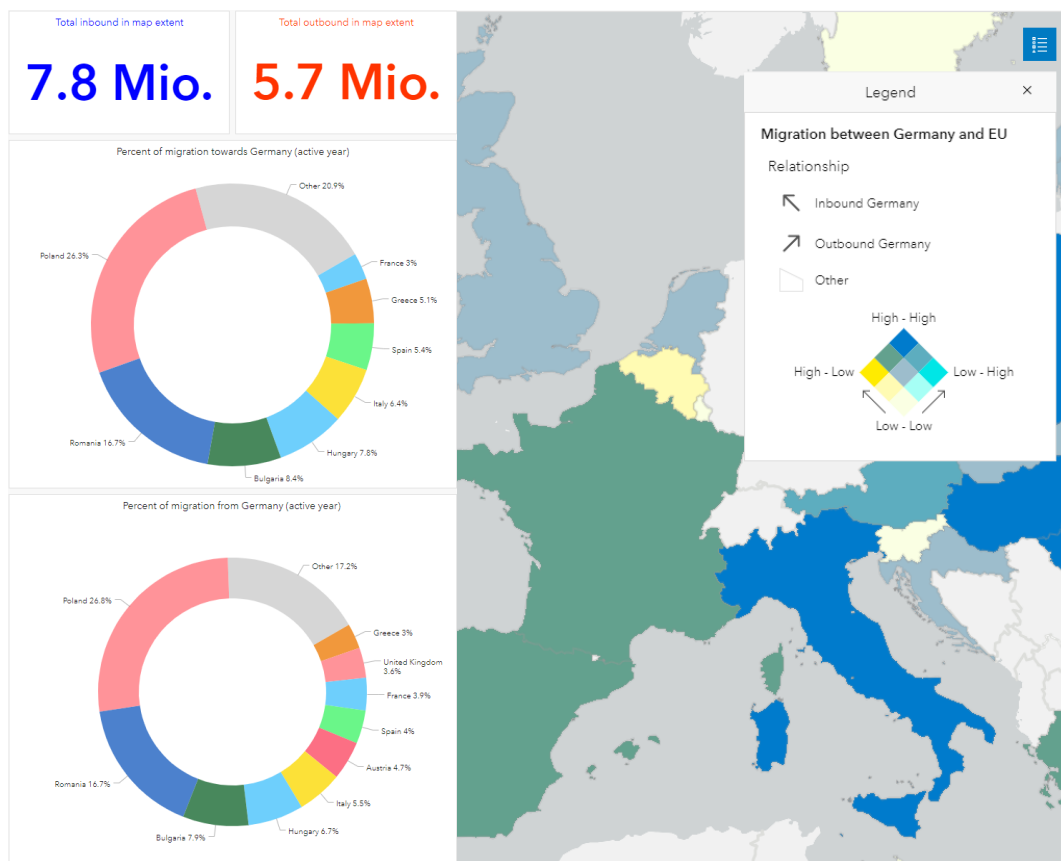 Total inbound in map extent
7.8 Mio.
Total outbound in map extent
5.7 Mio.
Percent of migration towards Germany (active year)
Other 20.9%
France 3%
Greece 5.1%
Spain 5.4%
Italy 6.4%
Hungary 7.8%
Bulgaria 8.4%
Romania 16.7%
Poland 26.3%
Percent of migration from Germany (active year)
Other 17.2%
Greece 3%
United Kingdom
3.6%
France 3.9%
Spain 4%
Austria 4.7%
Italy 5.5%
Hungary 6.7%
Bulgaria 7.9%
Romania 16.7%
Poland 26.8%
Legend
Migration between Germany and EU
Relationship
Inbound Germany
Outbound Germany
Other
High - High
High - Low
Low - High
Low - Low